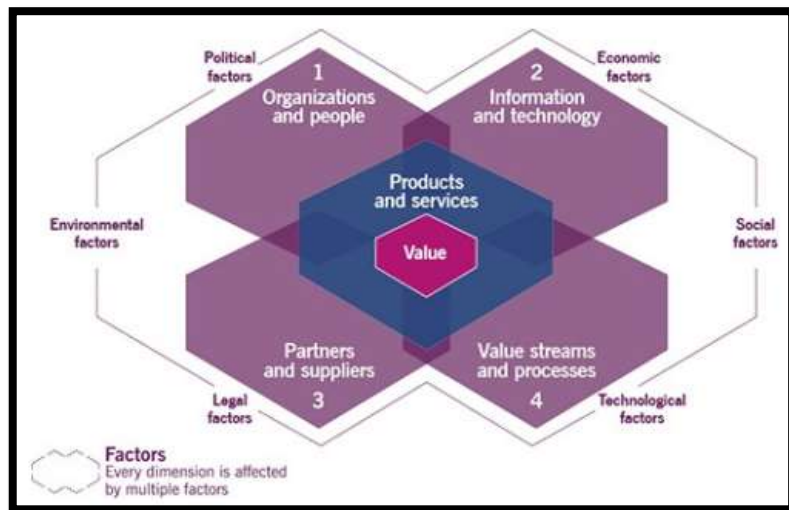 Political
factors
Economic
factors
1
Organizations
and people
2
Information
and technology
Products
and services
Environmental
factors
Value
Social
factors
Partners
and suppliers
3
Value streams
and processes
4
Legal
factors
Technological
factors
Factors
Every dimension is affected
by multiple factors